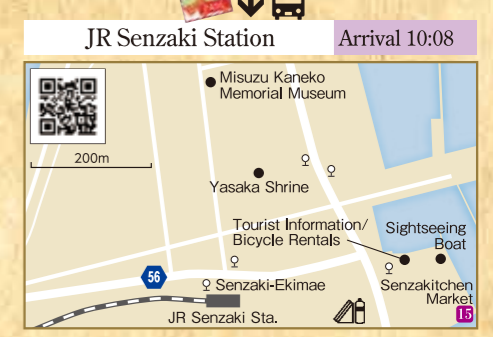 JR Senzaki Station
Arrival 10:08
Misuzu Kaneko
Memorial Museum
200m
Yasaka Shrine
Tourist Information/
Bicycle Rentals
Sightseeing
Boat
56
Senzaki-Ekimae
Senzakitchen
Market
JR Senzaki Sta.
15